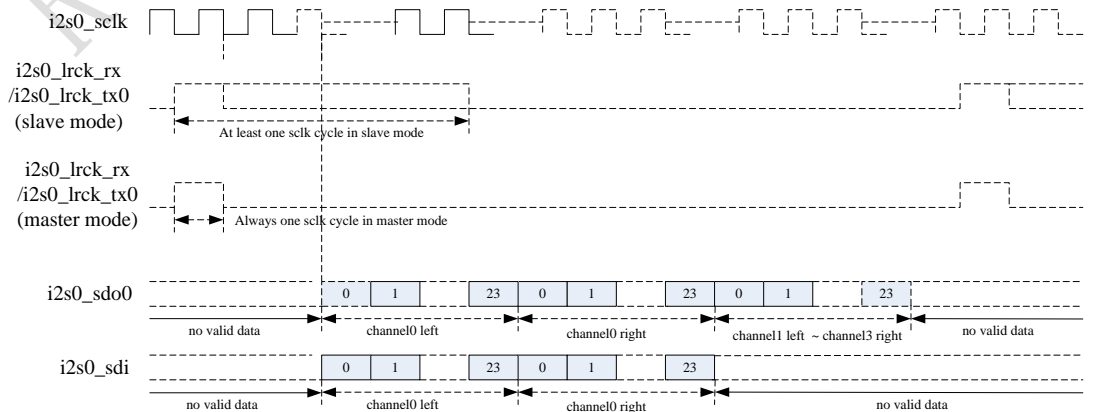 i2s0_sclk
i2s0_lrck_rx
/i2s0_lrck_tx0
(slave mode)
At least one sclk cycle in slave mode
i2s0_lrck_rx
/i2s0_lrck_tx0
(master mode)
Always one sclk cycle in master mode
i2s0_sdo0 0 1 23 0 1 23 0 1 23
no valid data channel0 left channel0 right channel1 left ~ channel3 right no valid data
i2s0_sdi 0 1 23 0 1 23
no valid data channel0 left channel0 right no valid data